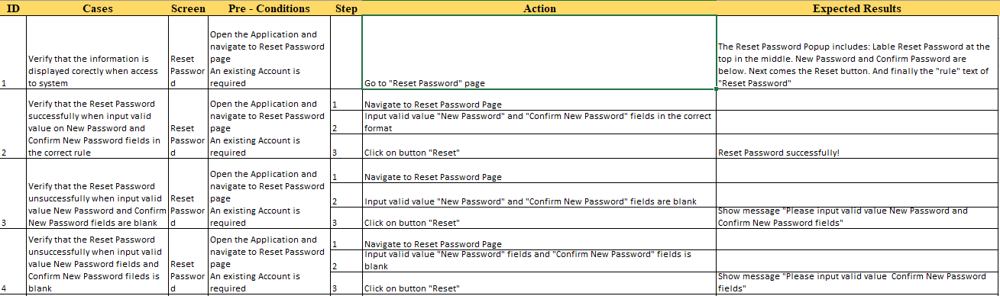 ID Cases Screen Pre - Conditions Step Action Expected Results
1
Verify that the information is
displayed corectly when access
to system
Reset
Passwor
d
Open the Application and
navigate to Reset Password
page
An existing Account is
required
Go to "Reset Password" page
The Reset Password Popup includes: Lable Reset Password at the
top in the middle. New Password and Confirm Password are
below. Next comes the Reset button. And finally the "rule" text of
"Reset Password"
2
Verify that the Reset Password
successfully when input valid
value on New Password and
Confirm New Password fields in
the correct rule
Reset
Passwor
d
Open the Application and
navigate to Reset Password
page
An existing Account is
required
1 Navigate to Reset Password Page
2 Input valid value "New Password" and "Confirm New Password" fields in the correct
format
3 Click on button "Reset" Reset Password successfully!
3
Verify that the Reset Password
unsuccessfully when input valid
value New Password and Confirm
New Password fields are blank
Reset
Passwor
d
Open the Application and
navigate to Reset Password
page
An existing Account is
required
1 Navigate to Reset Password Page
2 Input valid value "New Password" and "Confirm New Password" fields are blank
3 Click on button "Reset"
Show message "Please input valid value New Password and
Confirm New Password fields"
4
Verify that the Reset Password
unsuccessfully when input valid
value New Password fields and
Confirm New Password fileds is
blank
Reset
Passwor
d
Open the Application and
navigate to Reset Password
page
An existing Account is
required
1 Navigate to Reset Password Page
2 Input valid value "New Password" fields and "Confirm New Password" fields is
blank
3 Click on button "Reset"
Show message "Please input valid value  Confirm New Password
fields"